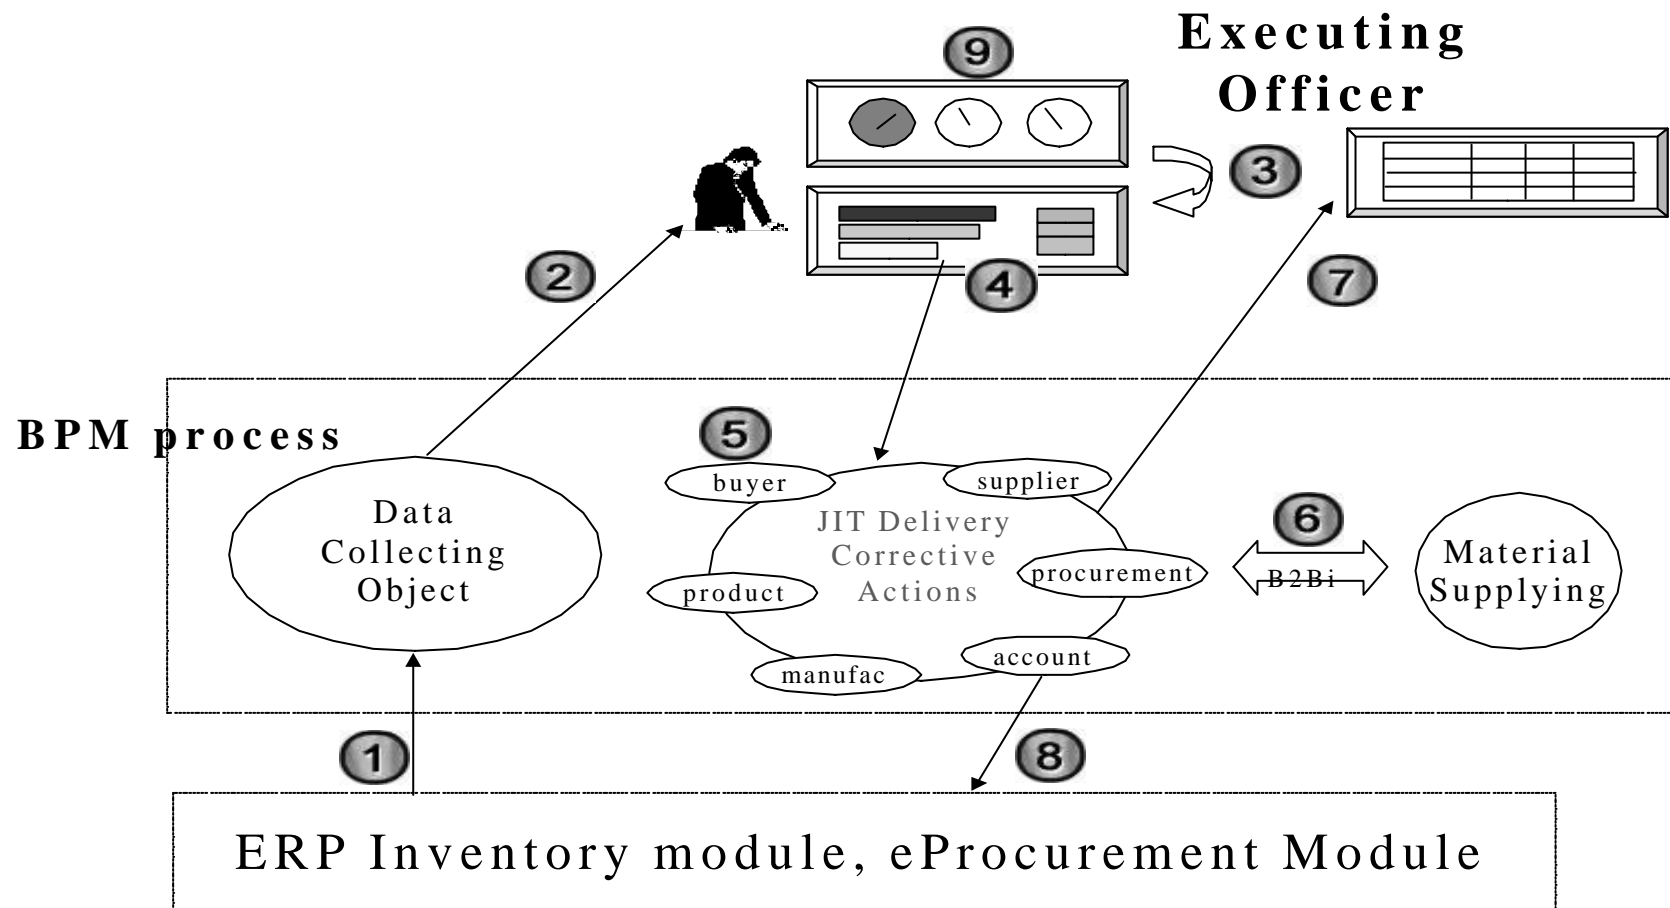 9
Executing
Officer
3
2
4
7
BPM process
5
buyer
supplier
Data
Collecting
Object
JIT Delivery
Corrective
Actions
product
procurement
manufac
account
6
B2Bi
Material
Supplying
1
8
ERP Inventory module, eProcurement Module